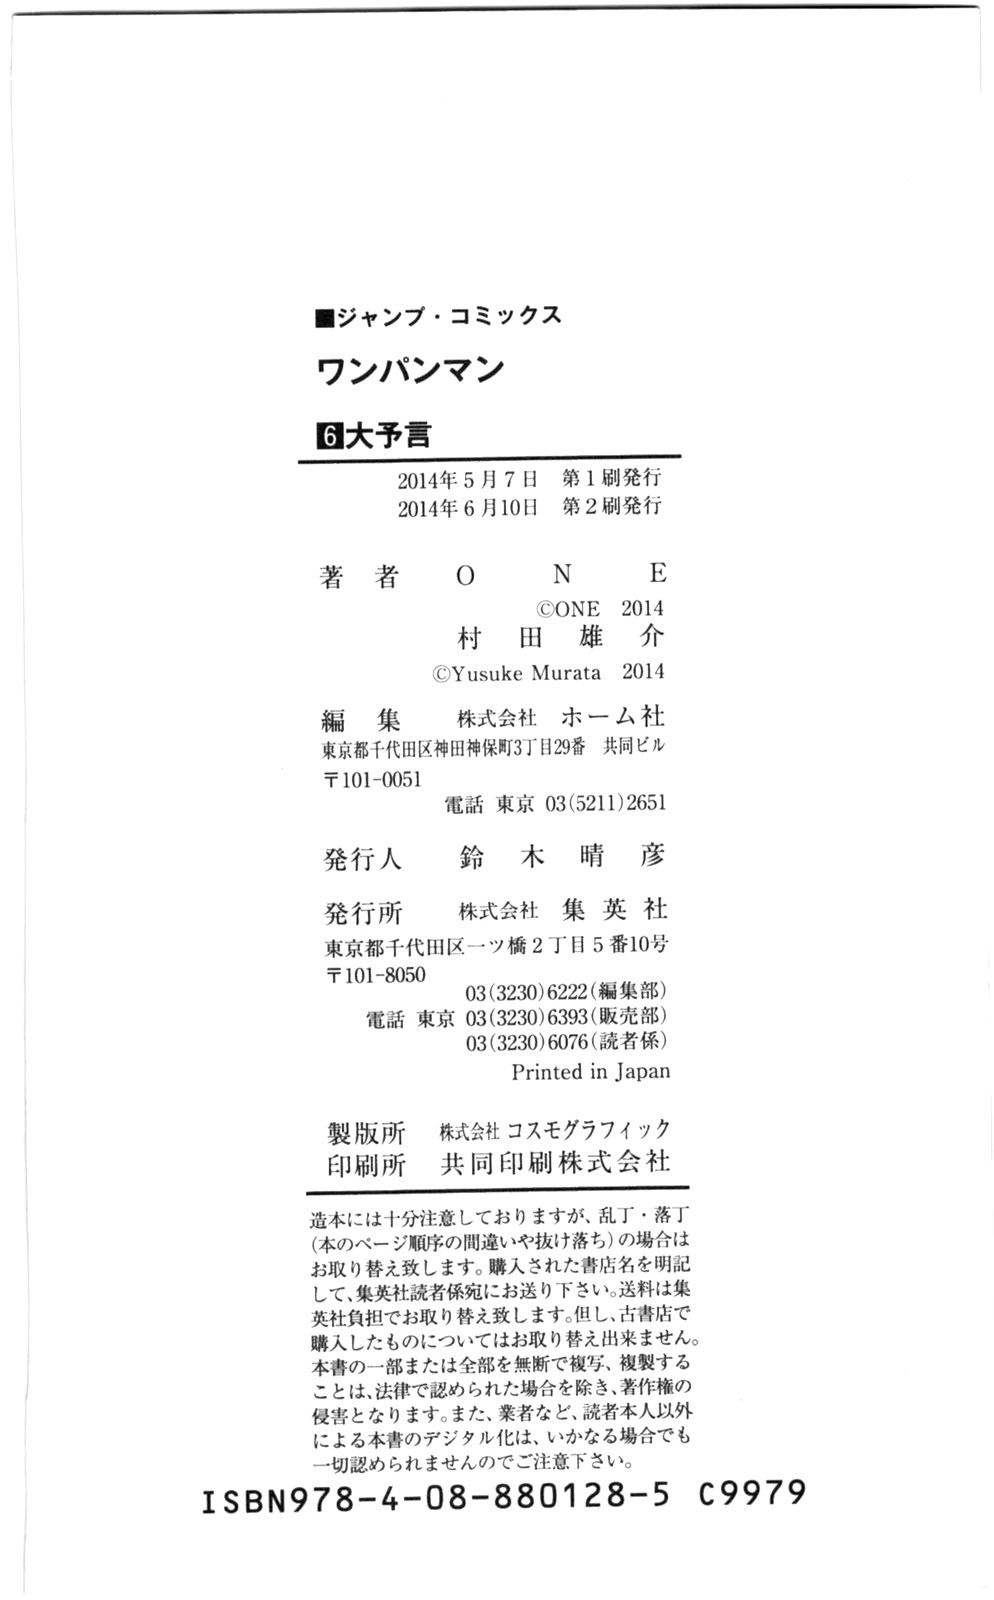 ■ジャンプ・コミックス
ワンパンマン
6大予言
2014年5月7日 第1刷発行
2014年6月10日 第2刷発行
著者 ONE
©ONE 2014
村田雄介
©Yusuke Murata 2014
編集 株式会社 ホーム社
東京都千代田区神田神保町3丁目29番 共同ビル
〒101-0051
電話 東京 03(5211)2651
発行人 鈴木晴彦
発行所 株式会社 集英社
東京都千代田区一ツ橋2丁目5番10号
〒101-8050
03(3230)6222(編集部)
電話 東京 03(3230)6393(販売部)
03(3230)6076(読者係)
Printed in Japan
製版所 株式会社 コスモグラフィック
印刷所 共同印刷株式会社
造本には十分注意しておりますが、乱丁・落丁
(本のページ順序の間違いや抜け落ち)の場合は
お取り替え致します。購入された書店名を明記
して、集英社読者係宛にお送り下さい。送料は集
英社負担でお取り替え致します。但し、古書店で
購入したものについてはお取り替え出来ません。
本書の一部または全部を無断で複写、複製する
ことは、法律で認められた場合を除き、著作権の
侵害となります。また、業者など、読者本人以外
による本書のデジタル化は、いかなる場合でも
一切認められませんのでご注意下さい。
ISBN978-4-08-880128-5 C9979